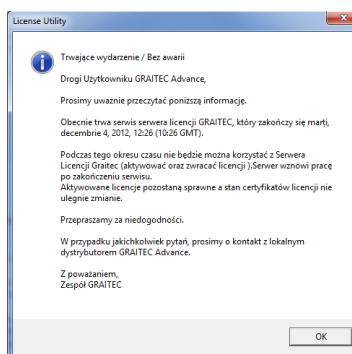 License Utility
Trwające wydarzenie / Bez awarii
Drogi Użytkowniku GRAITEC Advance,
Prosimy uważnie przeczytać poniższą informację.
Obecnie trwa serwis serwera licencji GRAITEC, który zakończy się marți,
decembrie 4, 2012, 12:26 (10:26 GMT).
Podczas tego okresu czasu nie będzie można korzystać z Serwera
Licencji Graitec (aktywować oraz zwracać licencji ).Serwer wznowi pracę
po zakończeniu serwisu.
Aktywowane licencje pozostaną sprawne a stan certyfikatów licencji nie
ulegnie zmianie.
Przepraszamy za niedogodności.
W przypadku jakichkolwiek pytań, prosimy o kontakt z lokalnym
dystrybutorem GRAITEC Advance.
Z poważaniem,
Zespół GRAITEC
OK